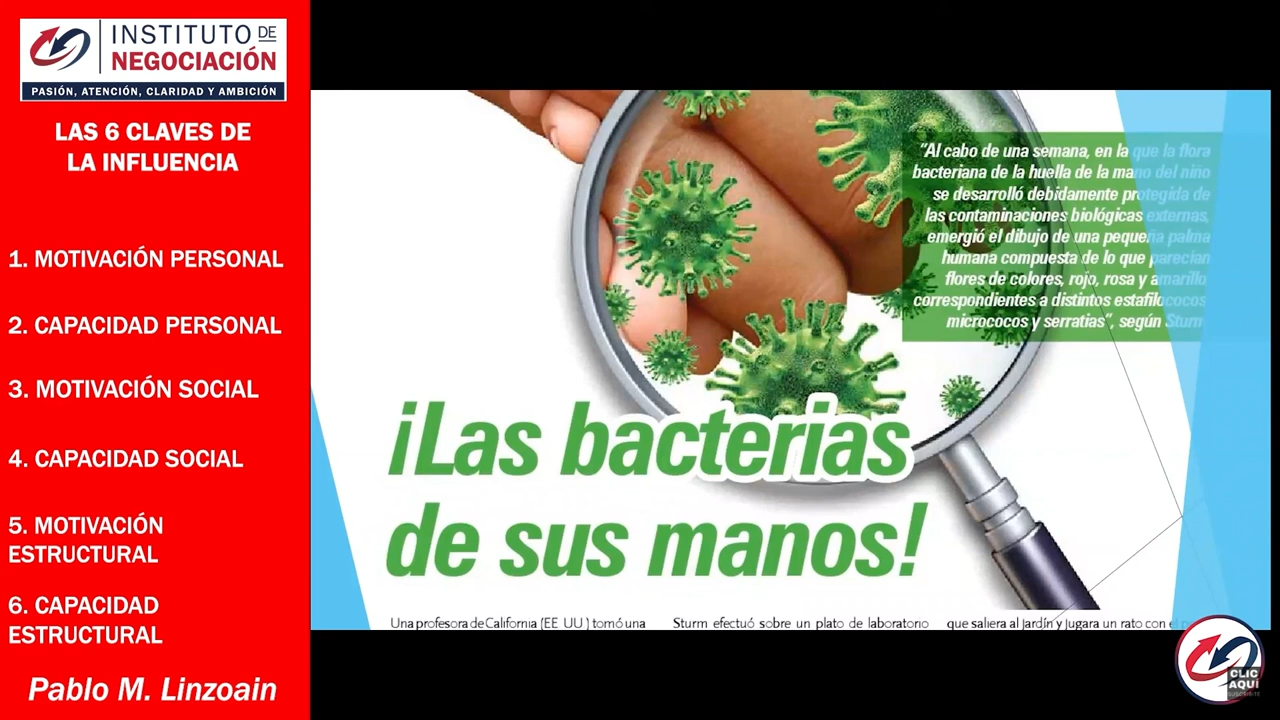 INSTITUTO DE
NEGOCIACIÓN
PASIÓN, ATENCIÓN, CLARIDAD Y AMBICIÓN
LAS 6 CLAVES DE
LA INFLUENCIA
1. MOTIVACIÓN PERSONAL
2. CAPACIDAD PERSONAL
3. MOTIVACIÓN SOCIAL
4. CAPACIDAD SOCIAL
5. MOTIVACIÓN
ESTRUCTURAL
6. CAPACIDAD
ESTRUCTURAL
Pablo M. Linzoain
"Al cabo de una semana, en la que la flora
bacteriana de la huella de la mano del niño
se desarrolló debidamente protegida de
las contaminaciones biológicas externas,
emergió el dibujo de una pequeña palma
humana compuesta de lo que parecían
flores de colores, rojo, rosa y amarillo
correspondientes a distintos estafilococos
micrococos y serratias", según Sturm
¡Las bacterias
de sus manos!
Una profesora de California (EE UU) tomó una
Sturm efectuó sobre un plato de laboratorio
que saliera al jardín y jugara un rato con el
CLIC
AQUÍ